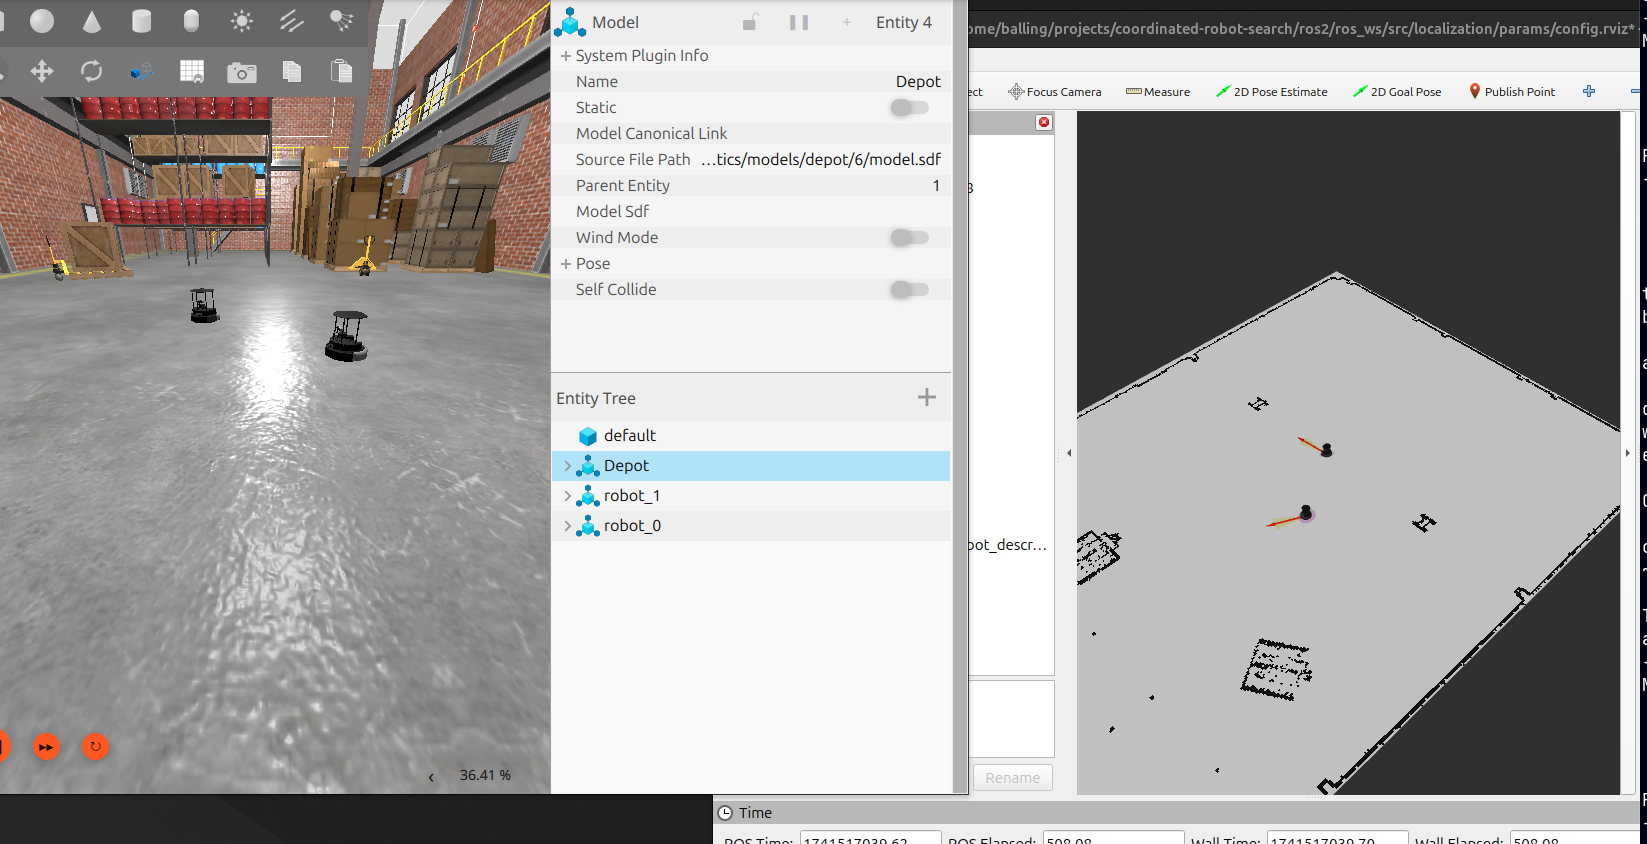 Model
Entity 4
System Plugin Info
Name Depot
Static
Model Canonical Link
Source File Path ...tics/models/depot/6/model.sdf
Parent Entity 1
Model Sdf
Wind Mode
Pose
Self Collide
Entity Tree
default
Depot
robot_1
robot_0
36.41 %
ome/balling/projects/coordinated-robot-search/ros2/ros_ws/src/localization/params/config.rviz*
ect Focus Camera Measure 2D Pose Estimate 2D Goal Pose Publish Point
bot_descr...
Rename
Time
ROS Time: 1741517039.62 ROS Elapsed: 508.08 Wall Time: 1741517039.70 Wall Elapsed: 508.08